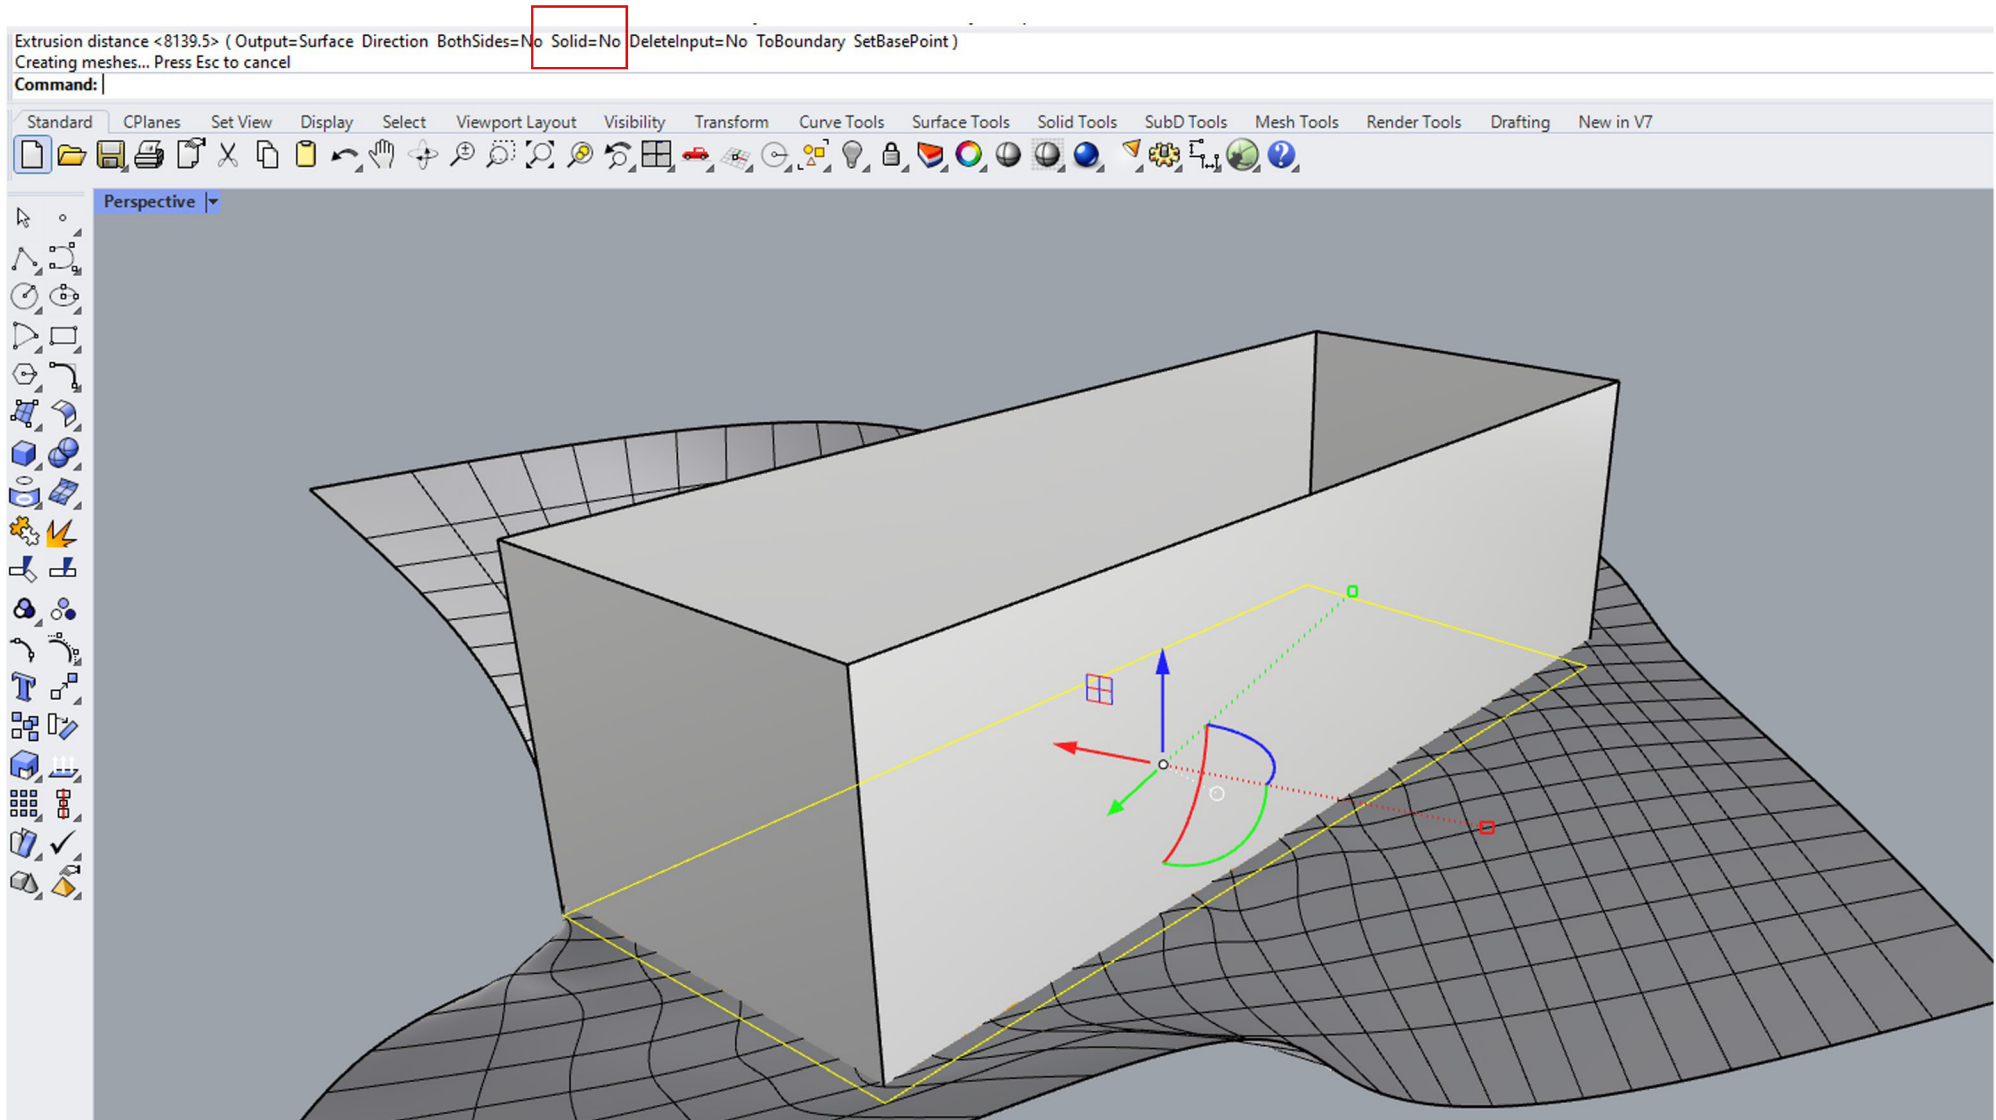 Extrusion distance <8139.5> ( Output=Surface Direction BothSides=No Solid=No DeleteInput=No ToBoundary SetBasePoint )
Creating meshes... Press Esc to cancel
Command:
Standard CPlanes Set View Display Select Viewport Layout Visibility Transform Curve Tools Surface Tools Solid Tools SubD Tools Mesh Tools Render Tools Drafting New in V7
Perspective